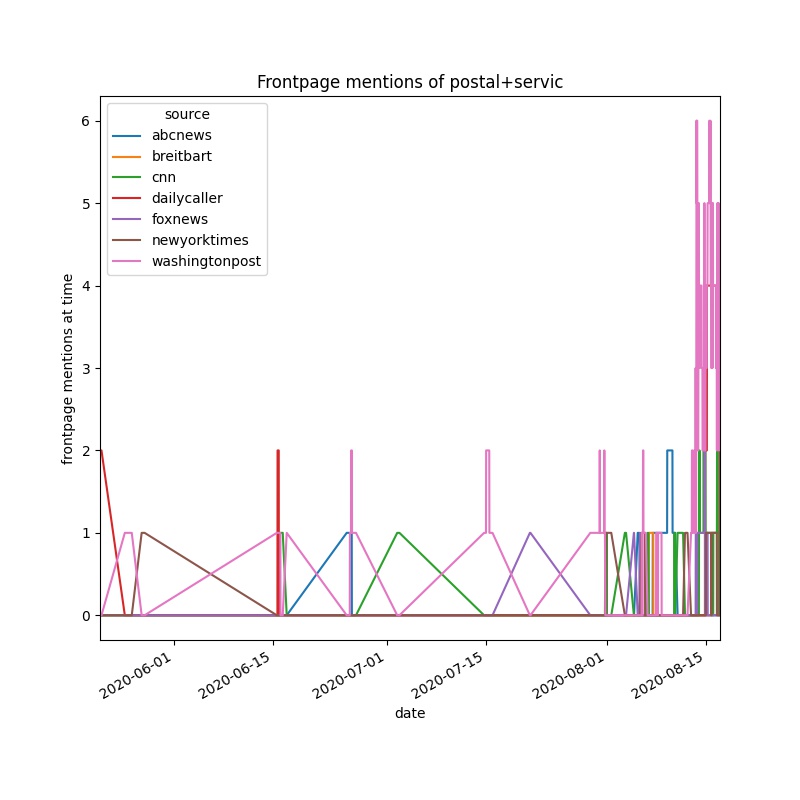 Frontpage mentions of postal+servic
source
abcnews
breitbart
cnn
dailycaller
foxnews
newyorktimes
washingtonpost
frontpage mentions at time
6
5
4
3
2
1
0
2020-06-01
2020-06-15
2020-07-01
2020-07-15
2020-08-01
2020-08-15
date